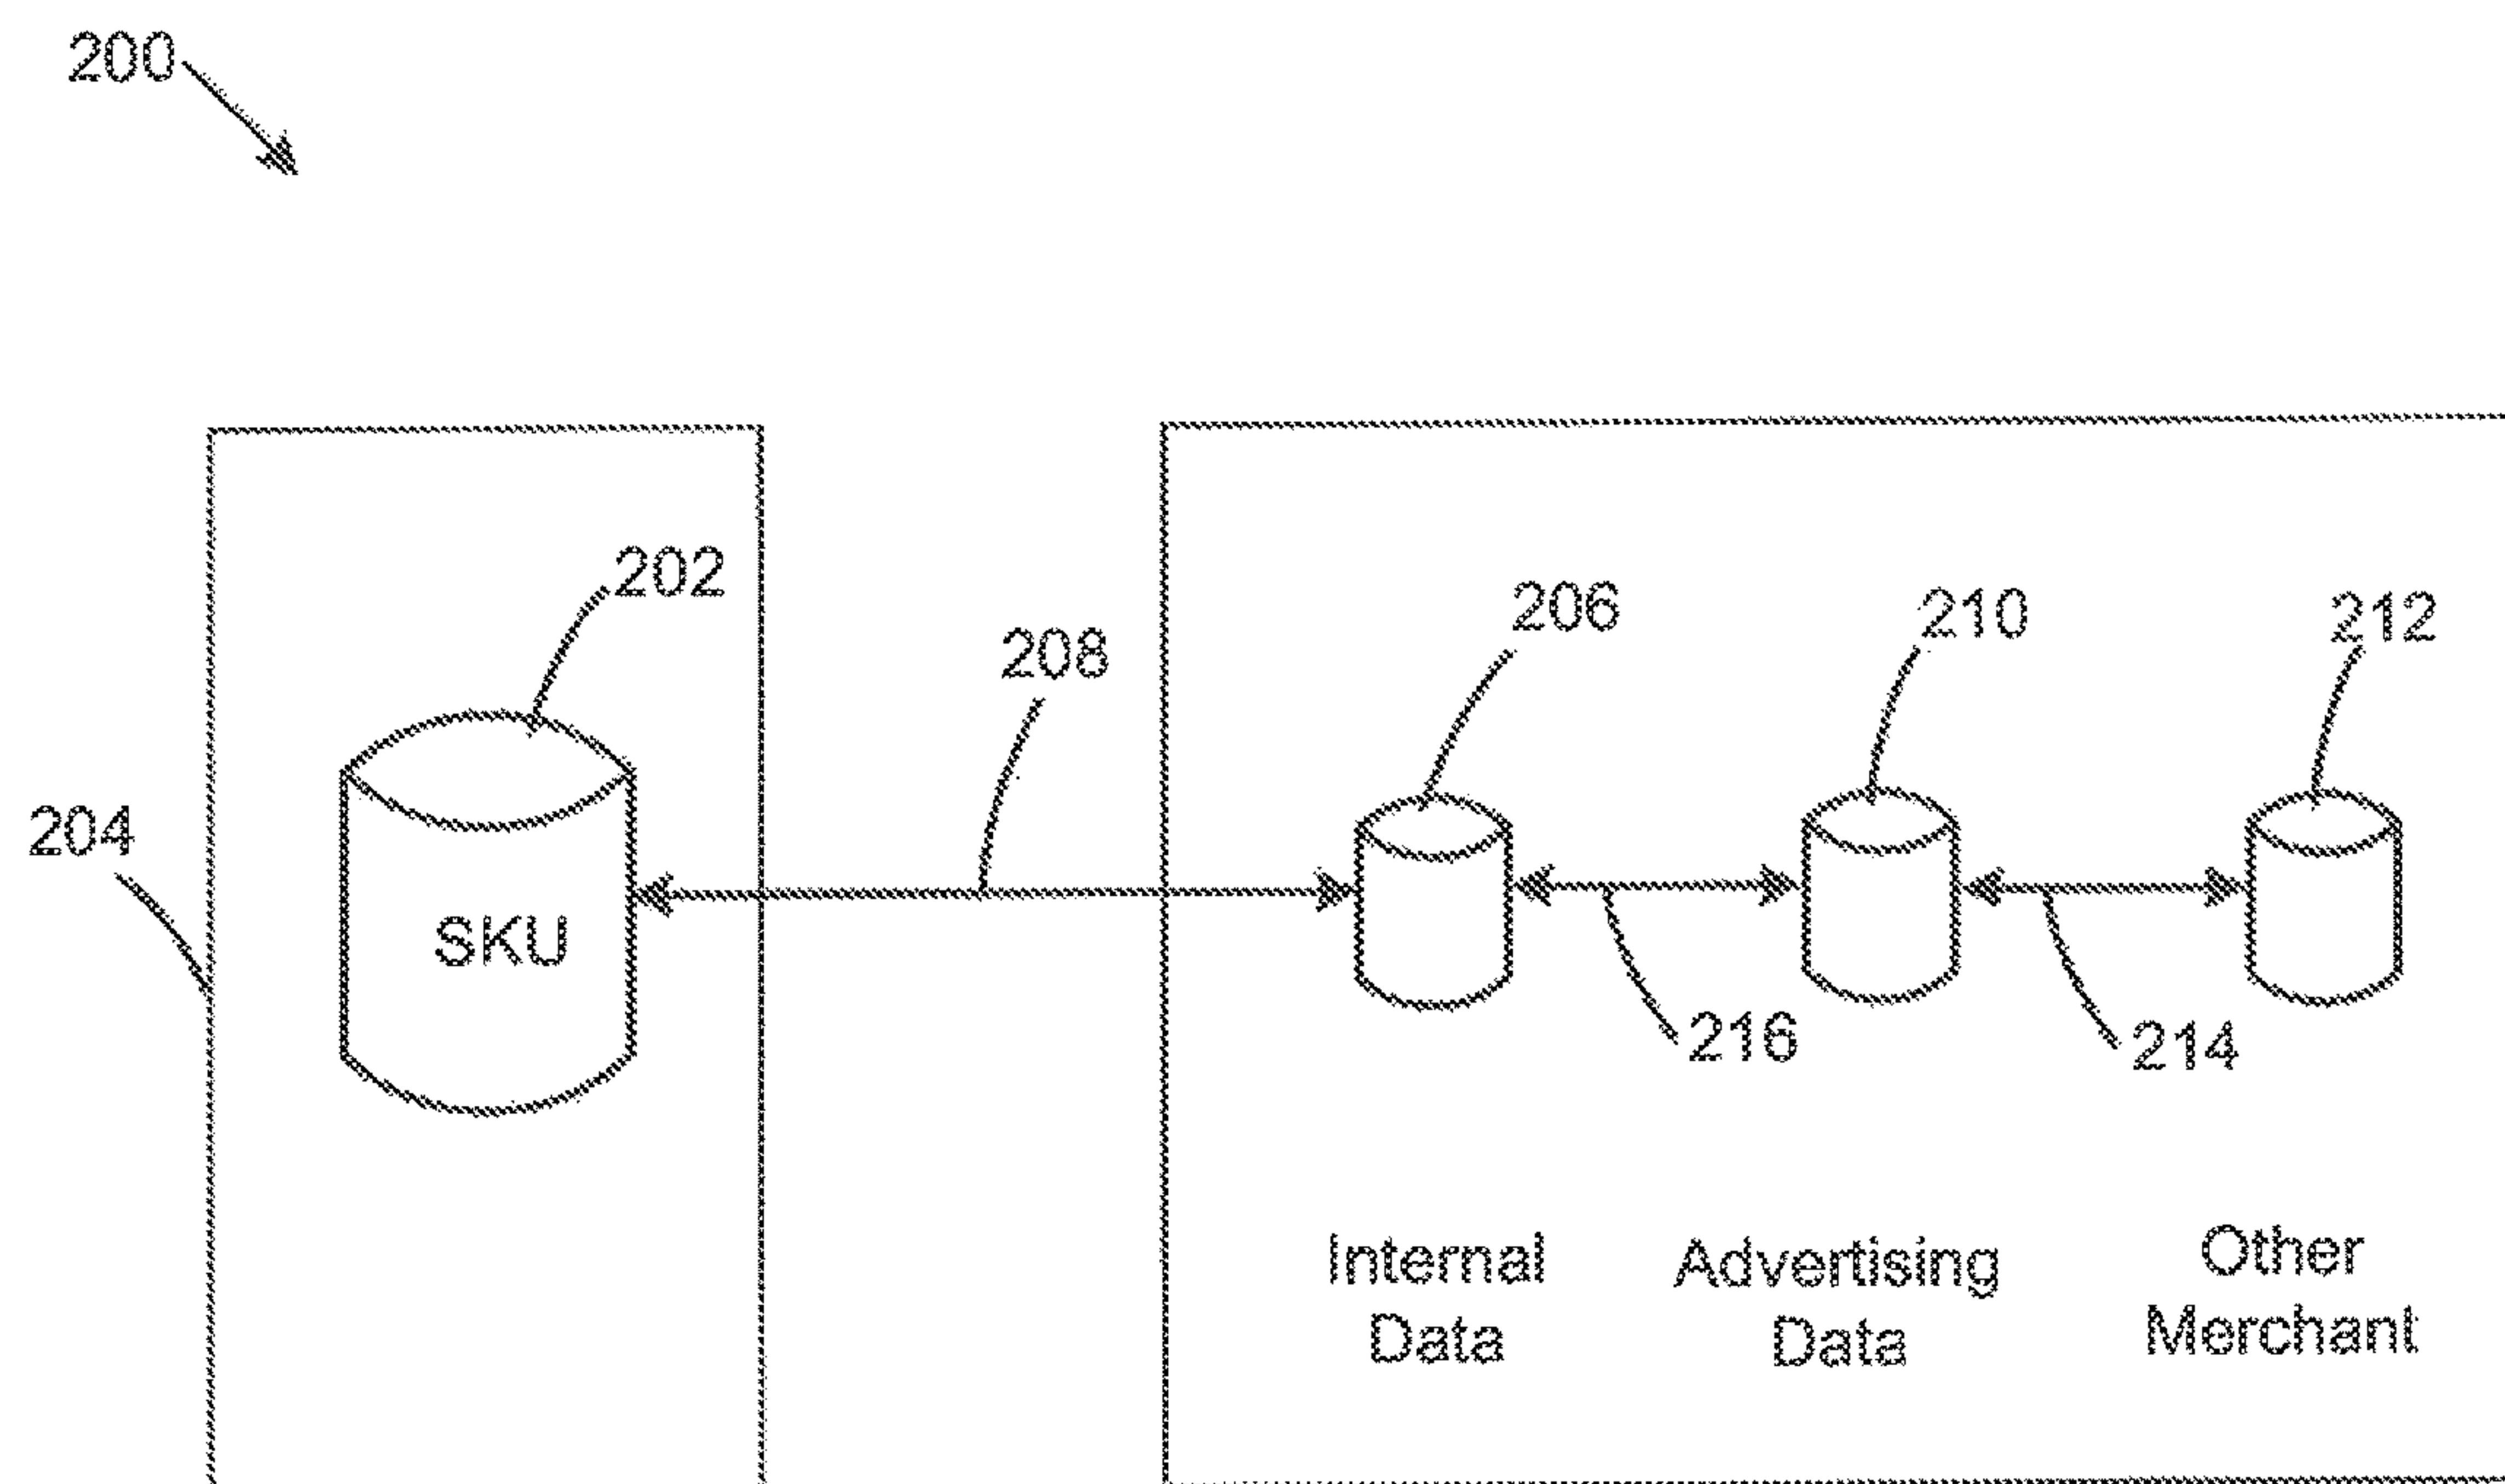 200
202
206
210
212
208
204
SKU
216
214
Internal
Data
Advertising
Data
Other
Merchant